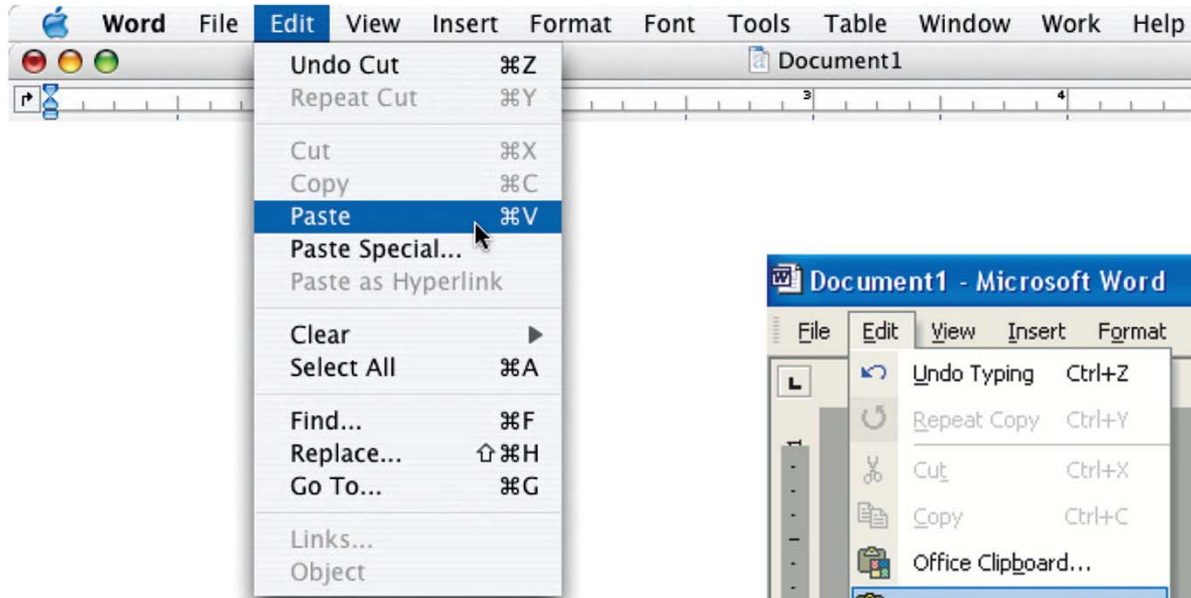 Word File Edit View Insert Format Font Tools Table Window Work Help
Document1
3 4
Undo Cut ⌘Z
Repeat Cut ⌘Y
Cut ⌘X
Copy ⌘C
Paste ⌘V
Paste Special...
Paste as Hyperlink
Clear
Select All ⌘A
Find... ⌘F
Replace... ⇧⌘H
Go To... ⌘G
Links...
Object
Document1 - Microsoft Word
File Edit View Insert Format
Undo Typing Ctrl+Z
Repeat Copy Ctrl+Y
Cut Ctrl+X
Copy Ctrl+C
Office Clipboard...